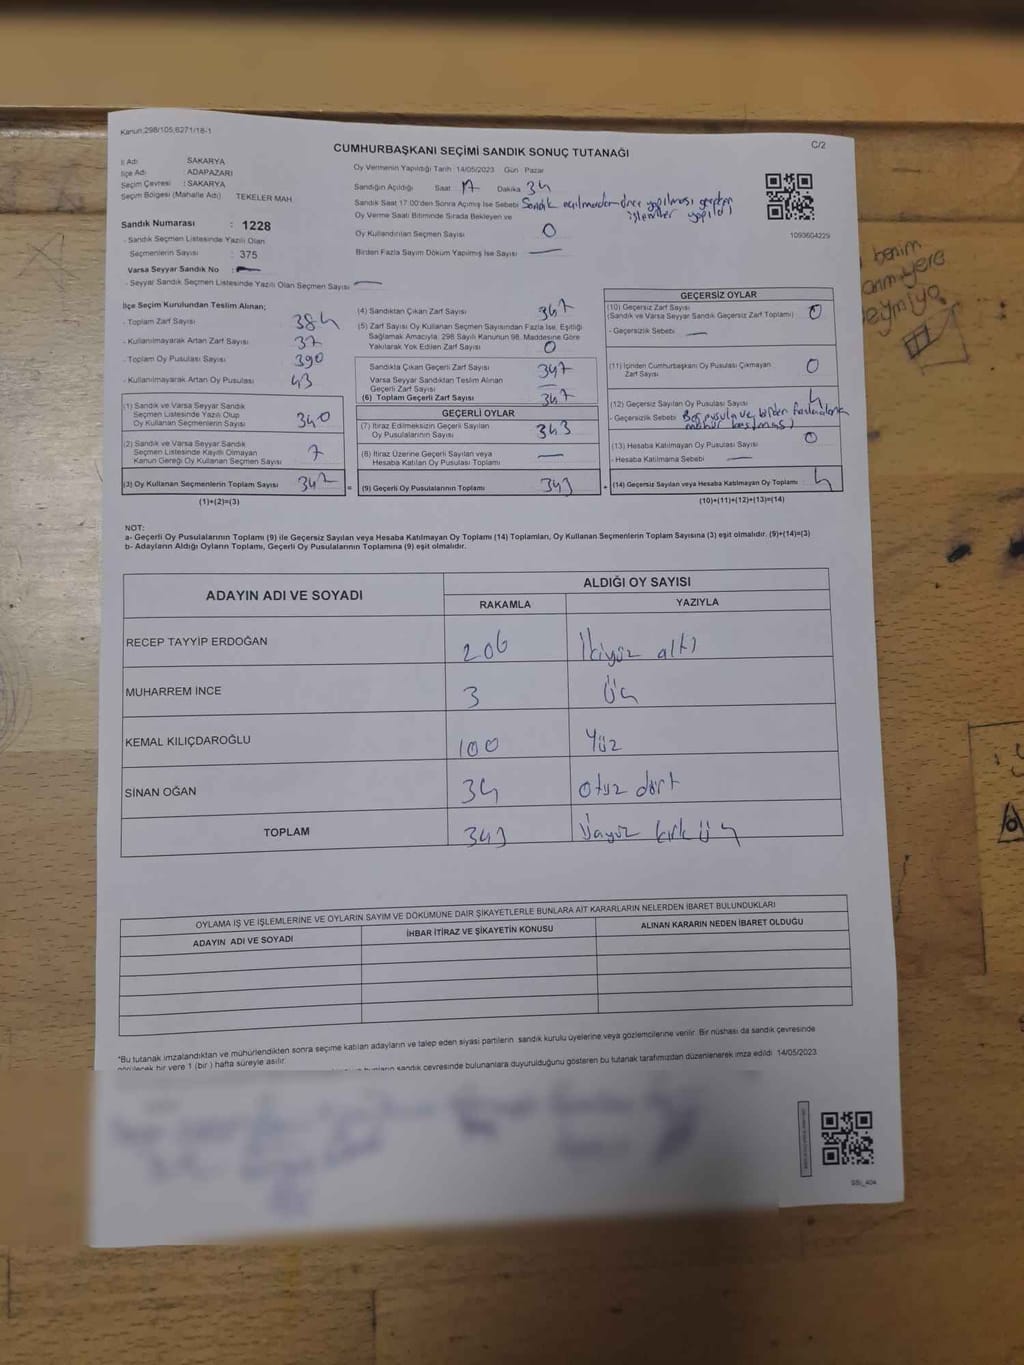 Kanun:298/105,6271/18-1
C/2
CUMHURBAŞKANI SEÇİMİ SANDIK SONUÇ TUTANAĞI
İl Adı : SAKARYA
İlçe Adı : ADAPAZARI
Seçim Çevresi : SAKARYA
Seçim Bölgesi (Mahalle Adı) TEKELER MAH.
Sandık Numarası : 1228
- Sandık Seçmen Listesinde Yazılı Olan
Seçmenlerin Sayısı : 375
Varsa Seyyar Sandık No :
- Seyyar Sandık Seçmen Listesinde Yazılı Olan Seçmen Sayısı
Oy Vermenin Yapıldığı Tarih :14/05/2023 Gün Pazar
Sandığın Açıldığı Saat 17 Dakika 34
Sandık Saat 17:00'den Sonra Açılmış İse Sebebi Sandık açılmadan önce yapılması gereken
işlemler yapıldı
Oy Verme Saati Bitiminde Sırada Bekleyen ve
Oy Kullandırılan Seçmen Sayısı 0
Birden Fazla Sayım Döküm Yapılmış İse Sayısı —
1093604229
İlçe Seçim Kurulundan Teslim Alınan;
- Toplam Zarf Sayısı 384
- Kullanılmayarak Artan Zarf Sayısı 37
- Toplam Oy Pusulası Sayısı 390
- Kullanılmayarak Artan Oy Pusulası 43
(1) Sandık ve Varsa Seyyar Sandık
Seçmen Listesinde Yazılı Olup
Oy Kullanan Seçmenlerin Sayısı 340
(2) Sandık ve Varsa Seyyar Sandık
Seçmen Listesinde Kayıtlı Olmayan
Kanun Gereği Oy Kullanan Seçmen Sayısı 7
(3) Oy Kullanan Seçmenlerin Toplam Sayısı 347
(1)+(2)=(3)
(4) Sandıktan Çıkan Zarf Sayısı 347
(5) Zarf Sayısı Oy Kullanan Seçmen Sayısından Fazla İse, Eşitliği
Sağlamak Amacıyla, 298 Sayılı Kanunun 98. Maddesine Göre
Yakılarak Yok Edilen Zarf Sayısı 0
Sandıkta Çıkan Geçerli Zarf Sayısı 347
Varsa Seyyar Sandıktan Teslim Alınan
Geçerli Zarf Sayısı —
(6) Toplam Geçerli Zarf Sayısı 347
GEÇERLİ OYLAR
(7) İtiraz Edilmeksizin Geçerli Sayılan
Oy Pusulalarının Sayısı 343
(8) İtiraz Üzerine Geçerli Sayılan veya
Hesaba Katılan Oy Pusulası Toplamı —
= (9) Geçerli Oy Pusulalarının Toplamı 343
GEÇERSİZ OYLAR
(10) Geçersiz Zarf Sayısı
(Sandık ve Varsa Seyyar Sandık Geçersiz Zarf Toplamı) 0
- Geçersizlik Sebebi —
(11) İçinden Cumhurbaşkanı Oy Pusulası Çıkmayan
Zarf Sayısı 0
(12) Geçersiz Sayılan Oy Pusulası Sayısı 4
- Geçersizlik Sebebi Boş pusula ve birden fazla alana
mühür basılması
(13) Hesaba Katılmayan Oy Pusulası Sayısı 0
- Hesaba Katılmama Sebebi —
+ (14) Geçersiz Sayılan veya Hesaba Katılmayan Oy Toplamı 4
(10)+(11)+(12)+(13)=(14)
NOT:
a- Geçerli Oy Pusulalarının Toplamı (9) ile Geçersiz Sayılan veya Hesaba Katılmayan Oy Toplamı (14) Toplamları, Oy Kullanan Seçmenlerin Toplam Sayısına (3) eşit olmalıdır. (9)+(14)=(3)
b- Adayların Aldığı Oyların Toplamı, Geçerli Oy Pusulalarının Toplamına (9) eşit olmalıdır.
ADAYIN ADI VE SOYADI
ALDIĞI OY SAYISI
RAKAMLA YAZIYLA
RECEP TAYYİP ERDOĞAN 206 İkiyüz altı
MUHARREM İNCE 3 Üç
KEMAL KILIÇDAROĞLU 100 Yüz
SİNAN OĞAN 34 Otuz dört
TOPLAM 343 Üçyüz kırk üç
OYLAMA İŞ VE İŞLEMLERİNE VE OYLARIN SAYIM VE DÖKÜMÜNE DAİR ŞİKAYETLERLE BUNLARA AİT KARARLARIN NELERDEN İBARET BULUNDUKLARI
ADAYIN ADI VE SOYADI İHBAR İTİRAZ VE ŞİKAYETİN KONUSU ALINAN KARARIN NEDEN İBARET OLDUĞU
*Bu tutanak imzalandıktan ve mühürlendikten sonra seçime katılan adayların ve talep eden siyasi partilerin sandık kurulu üyelerine veya gözlemcilerine verilir. Bir nüshası da sandık çevresinde
görülecek bir yere 1 (bir) hafta süreyle asılır.
sandık çevresinde bulunanlara duyurulduğunu gösteren bu tutanak tarafımızdan düzenlenerek imza edildi. 14/05/2023
benim